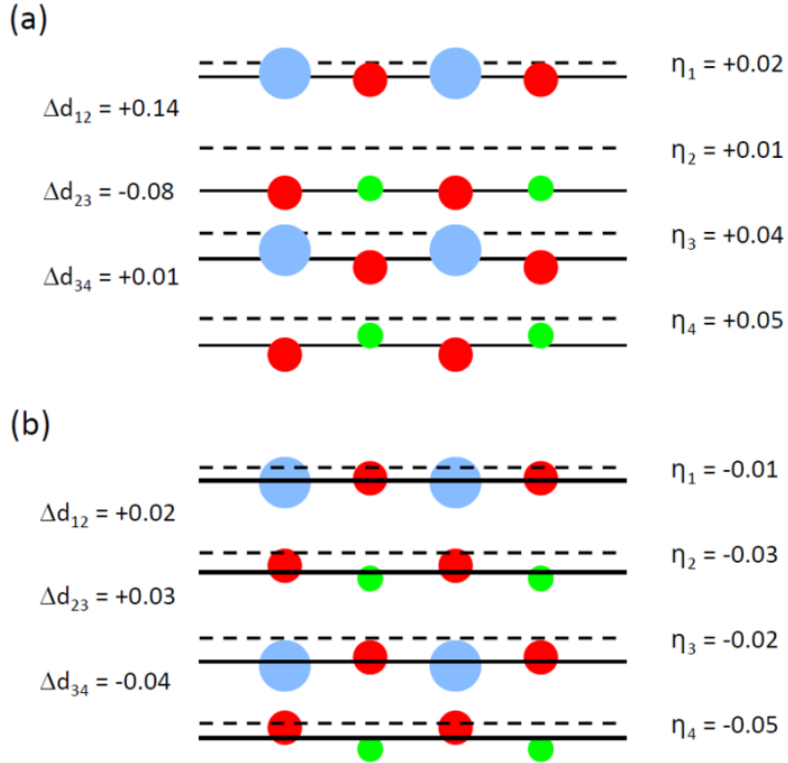 (a)
η₁ = +0.02
Δd₁₂ = +0.14
η₂ = +0.01
Δd₂₃ = -0.08
η₃ = +0.04
Δd₃₄ = +0.01
η₄ = +0.05
(b)
η₁ = -0.01
Δd₁₂ = +0.02
η₂ = -0.03
Δd₂₃ = +0.03
η₃ = -0.02
Δd₃₄ = -0.04
η₄ = -0.05